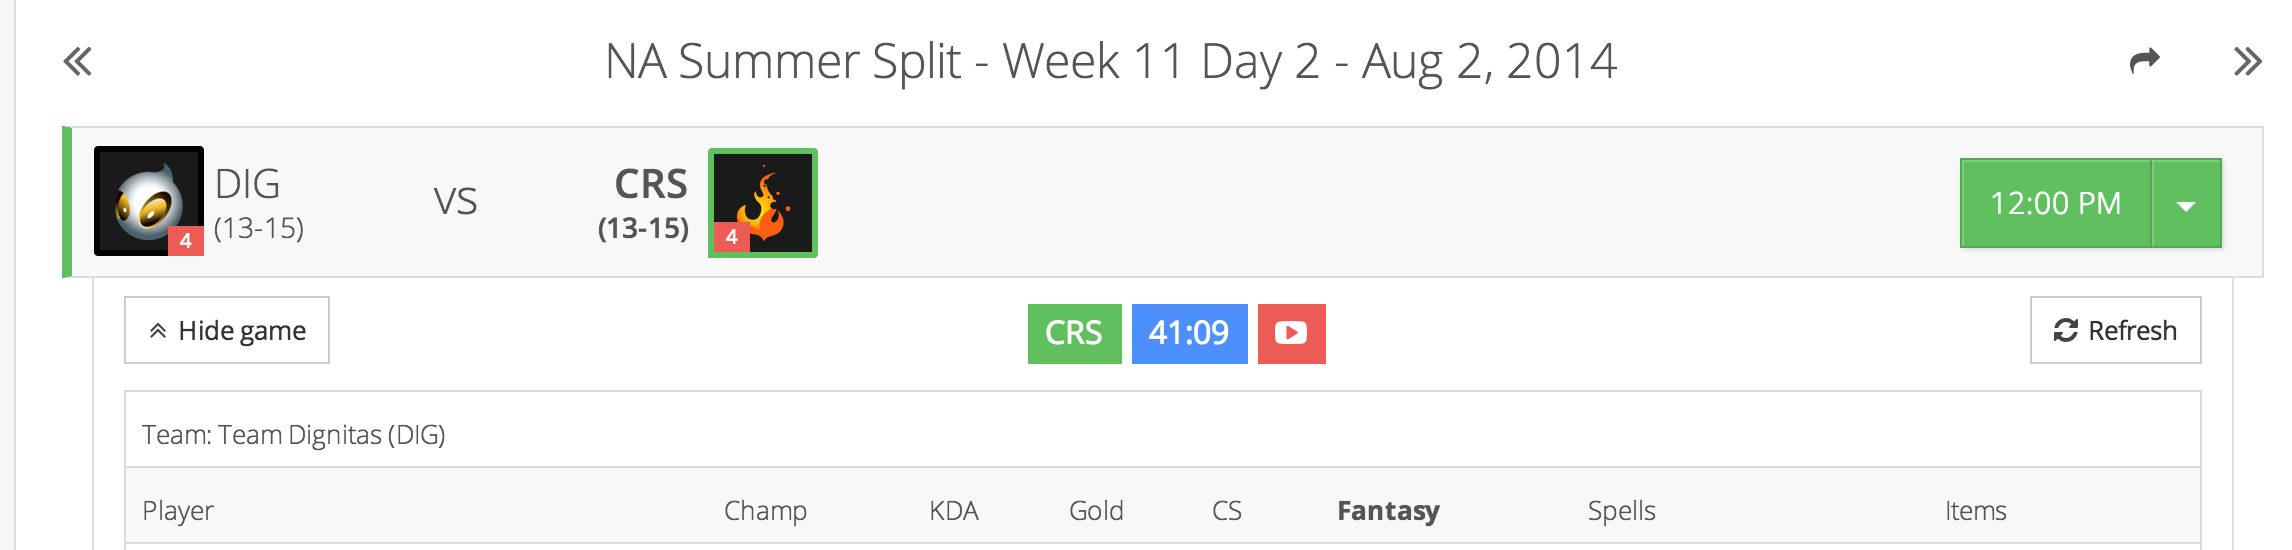 NA Summer Split - Week 11 Day 2 - Aug 2, 2014
DIG VS CRS 12:00 PM
(13-15) (13-15)
4 4
Hide game CRS 41:09 Refresh
Team: Team Dignitas (DIG)
Player Champ KDA Gold CS Fantasy Spells Items